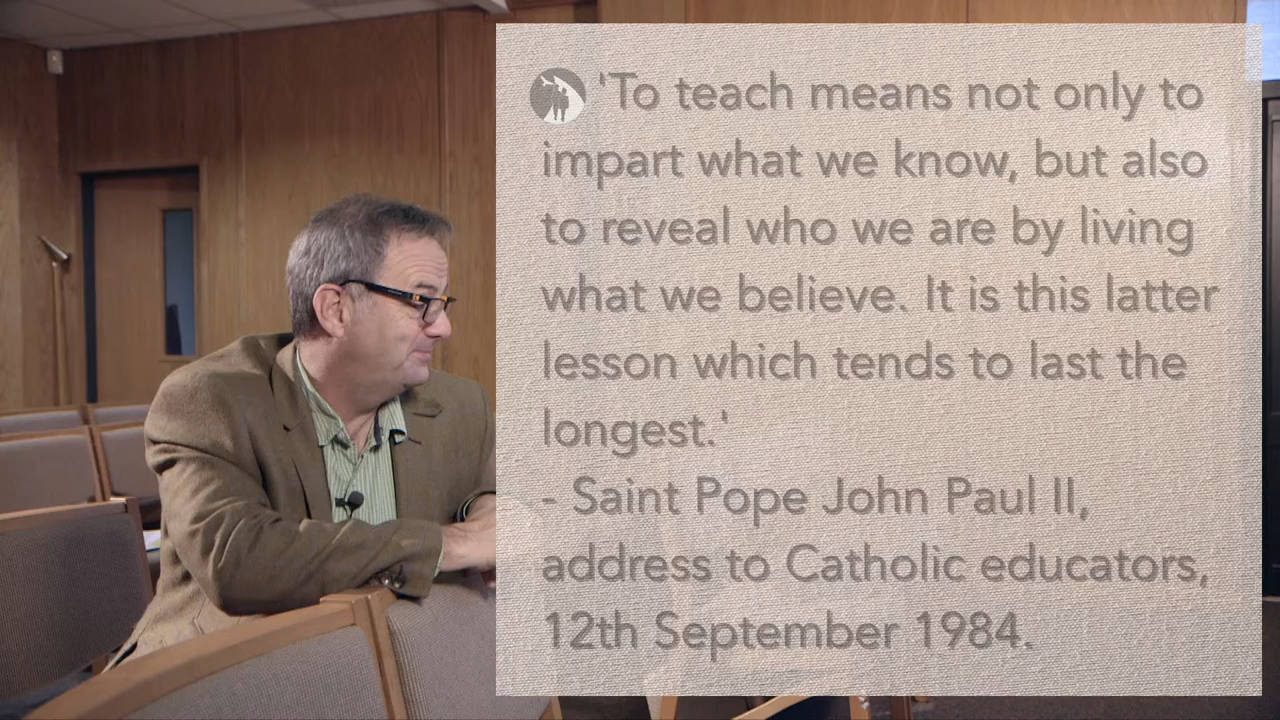 'To teach means not only to
impart what we know, but also
to reveal who we are by living
what we believe. It is this latter
lesson which tends to last the
longest.'
- Saint Pope John Paul II,
address to Catholic educators,
12th September 1984.